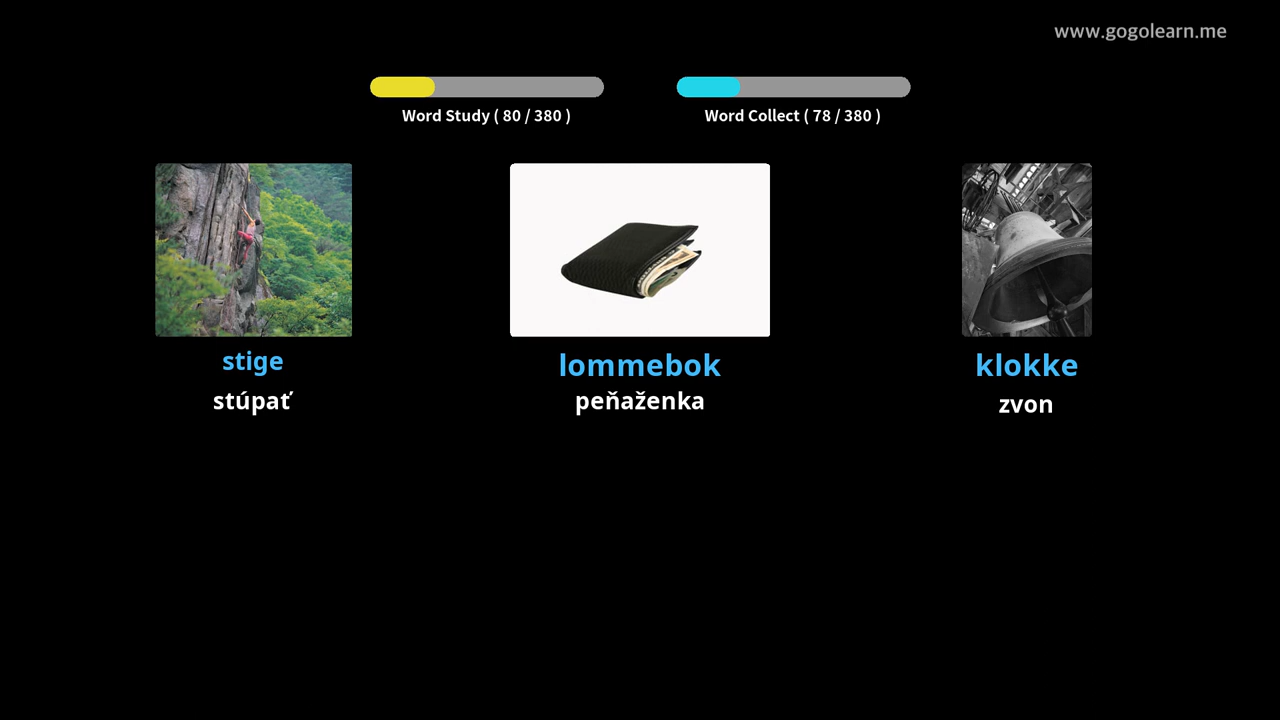 www.gogolearn.me
Word Study ( 80 / 380 )
Word Collect ( 78 / 380 )
stige
lommebok
klokke
stúpať
peňaženka
zvon